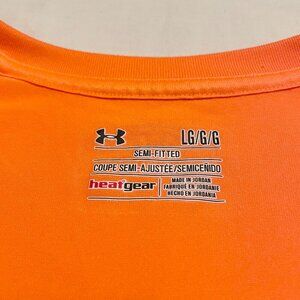 LG/G/G
SEMI-FITTED
COUPE SEMI-AJUSTÉE/SEMICEÑIDO
heatgear
MADE IN JORDAN
FABRIQUÉ EN JORDANIE
HECHO EN JORDANIA